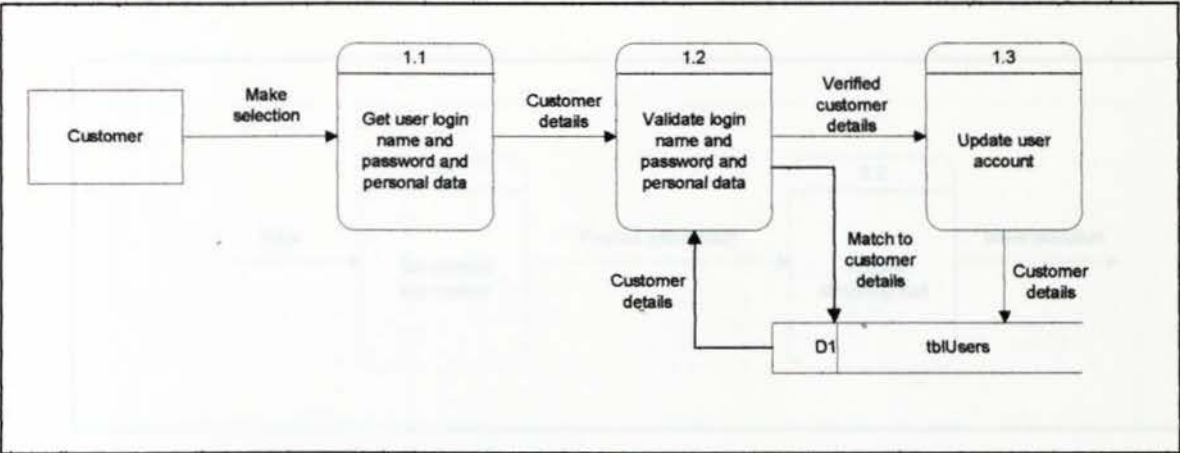 1.1
1.2
1.3
Customer
Make
selection
Get user login
name and
password and
personal data
Customer
details
Validate login
name and
password and
personal data
Verified
customer
details
Update user
account
Match to
customer
details
Customer
details
Customer
details
D1
tblUsers